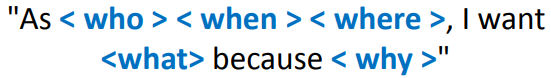 "As < who > < when > < where >, I want
<what> because < why >"